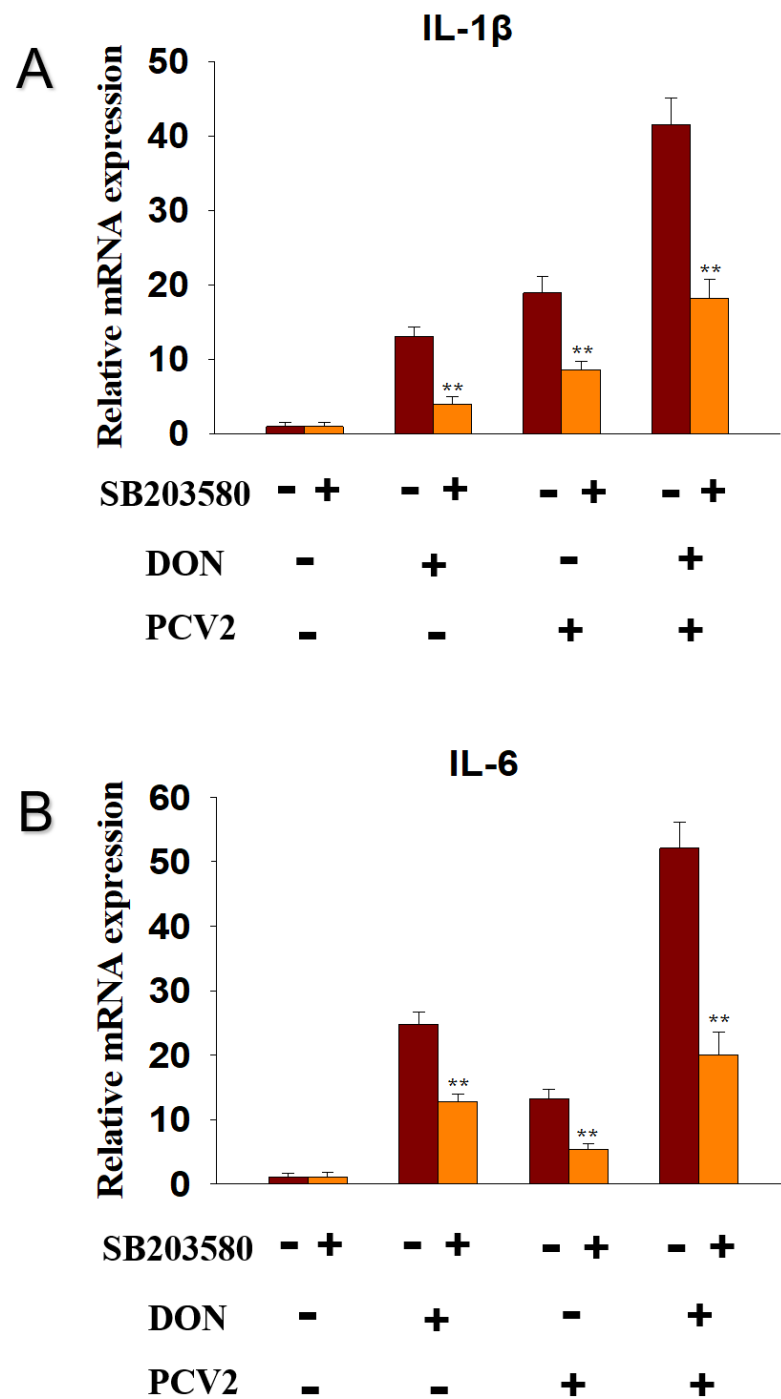 A
IL-1β
Relative mRNA expression
50
40
30
20
10
0
**
**
**
SB203580 - + - + - + - +
DON - + - +
PCV2 - - + +
B
IL-6
Relative mRNA expression
60
50
40
30
20
10
0
**
**
**
SB203580 - + - + - + - +
DON - + - +
PCV2 - - + +